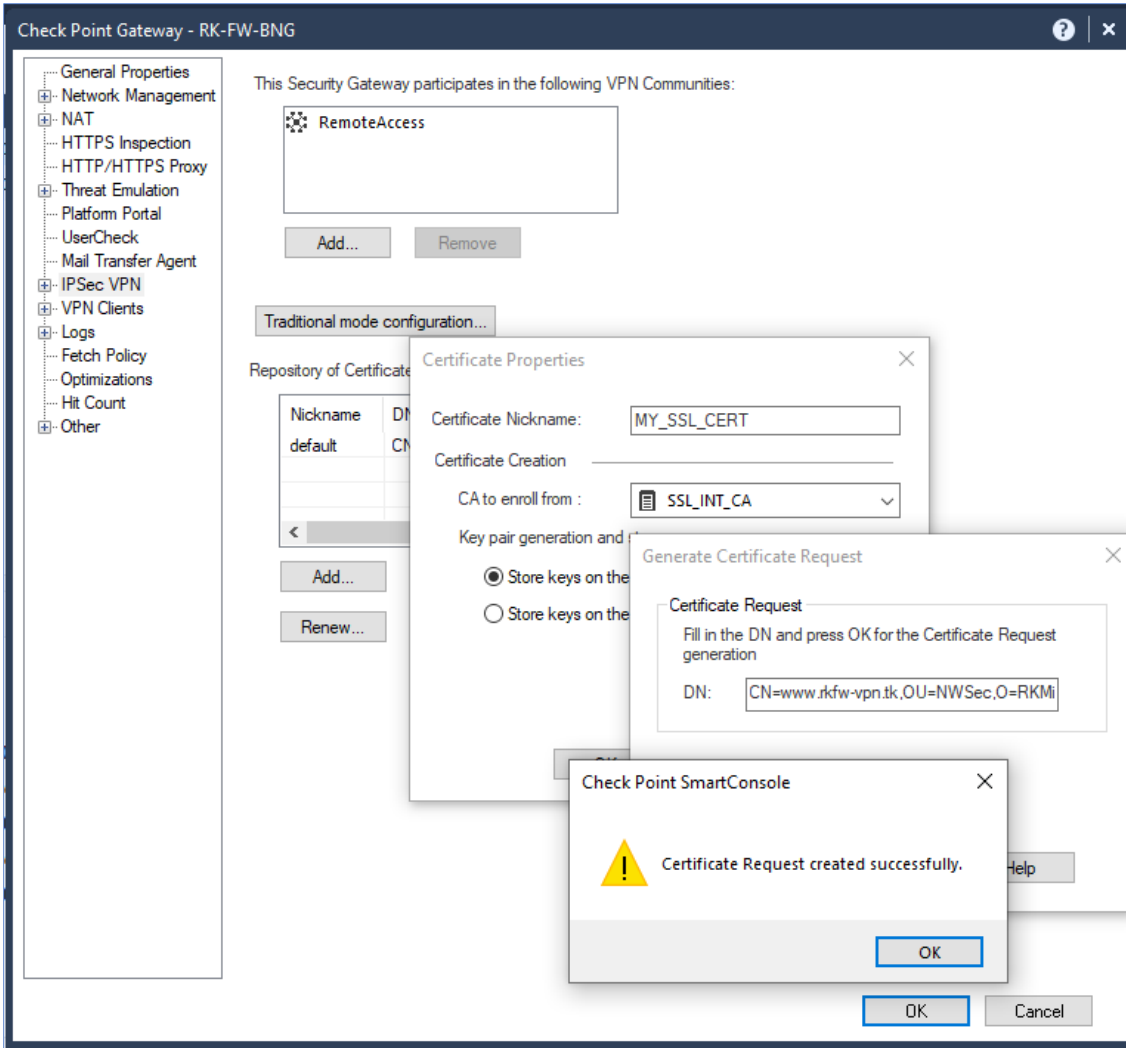 Check Point Gateway - RK-FW-BNG
General Properties
Network Management
NAT
HTTPS Inspection
HTTP/HTTPS Proxy
Threat Emulation
Platform Portal
UserCheck
Mail Transfer Agent
IPSec VPN
VPN Clients
Logs
Fetch Policy
Optimizations
Hit Count
Other
This Security Gateway participates in the following VPN Communities:
RemoteAccess
Add...
Remove
Traditional mode configuration...
Repository of Certificate
Nickname
default
CN
Add...
Renew...
Certificate Properties
Certificate Nickname:
MY_SSL_CERT
Certificate Creation
CA to enroll from :
SSL_INT_CA
Key pair generation and
Store keys on the
Store keys on the
Generate Certificate Request
Certificate Request
Fill in the DN and press OK for the Certificate Request
generation
DN:
CN=www.rkfw-vpn.tk,OU=NWSec,O=RKMi
Help
Check Point SmartConsole
Certificate Request created successfully.
OK
OK
Cancel